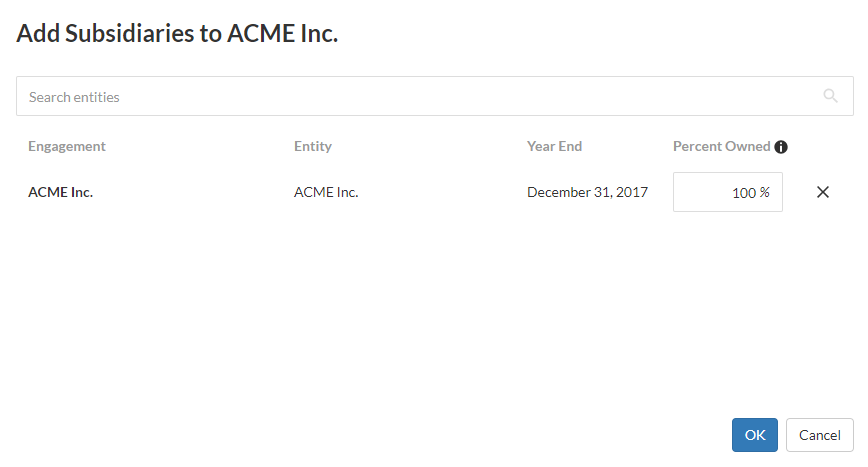 Add Subsidiaries to ACME Inc.
Search entities
Engagement Entity Year End Percent Owned
ACME Inc. ACME Inc. December 31, 2017 100 %
OK Cancel